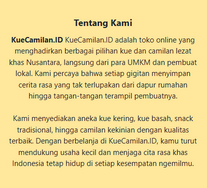 Tentang Kami
KueCamilan.ID KueCamilan.ID adalah toko online yang
menghadirkan berbagai pilihan kue dan camilan lezat
khas Nusantara, langsung dari para UMKM dan pembuat
lokal. Kami percaya bahwa setiap gigitan menyimpan
cerita rasa yang tak terlupakan dari dapur rumahan
hingga tangan-tangan terampil pembuatnya.
Kami menyediakan aneka kue kering, kue basah, snack
tradisional, hingga camilan kekinian dengan kualitas
terbaik. Dengan berbelanja di KueCamilan.ID, kamu turut
mendukung usaha kecil dan menjaga cita rasa khas
Indonesia tetap hidup di setiap kesempatan ngemilmu.